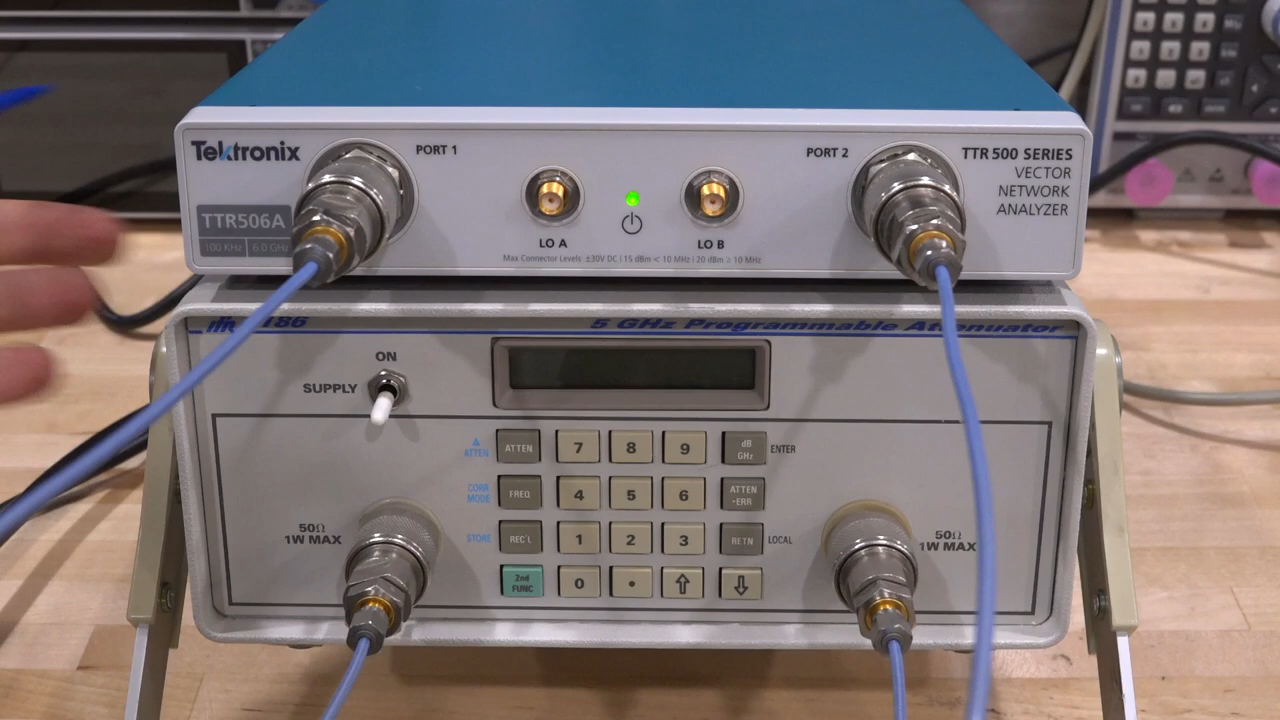 Tektronix
PORT 1
PORT 2
TTR 500 SERIES
VECTOR
NETWORK
ANALYZER
TTR506A
100 KHz 6.0 GHz
LO A
LO B
Max Connector Levels: ±30V DC | 15 dBm < 10 MHz | 20 dBm ≥ 10 MHz
5 GHz Programmable Attenuator
ON
SUPPLY
ATTEN
ATTEN
7
8
9
dB
GHz
ENTER
CORR
MODE
FREQ
4
5
6
ATTEN
-ERR
50Ω
1W MAX
STORE
REC'L
1
2
3
RETN
LOCAL
50Ω
1W MAX
2nd
FUNC
0